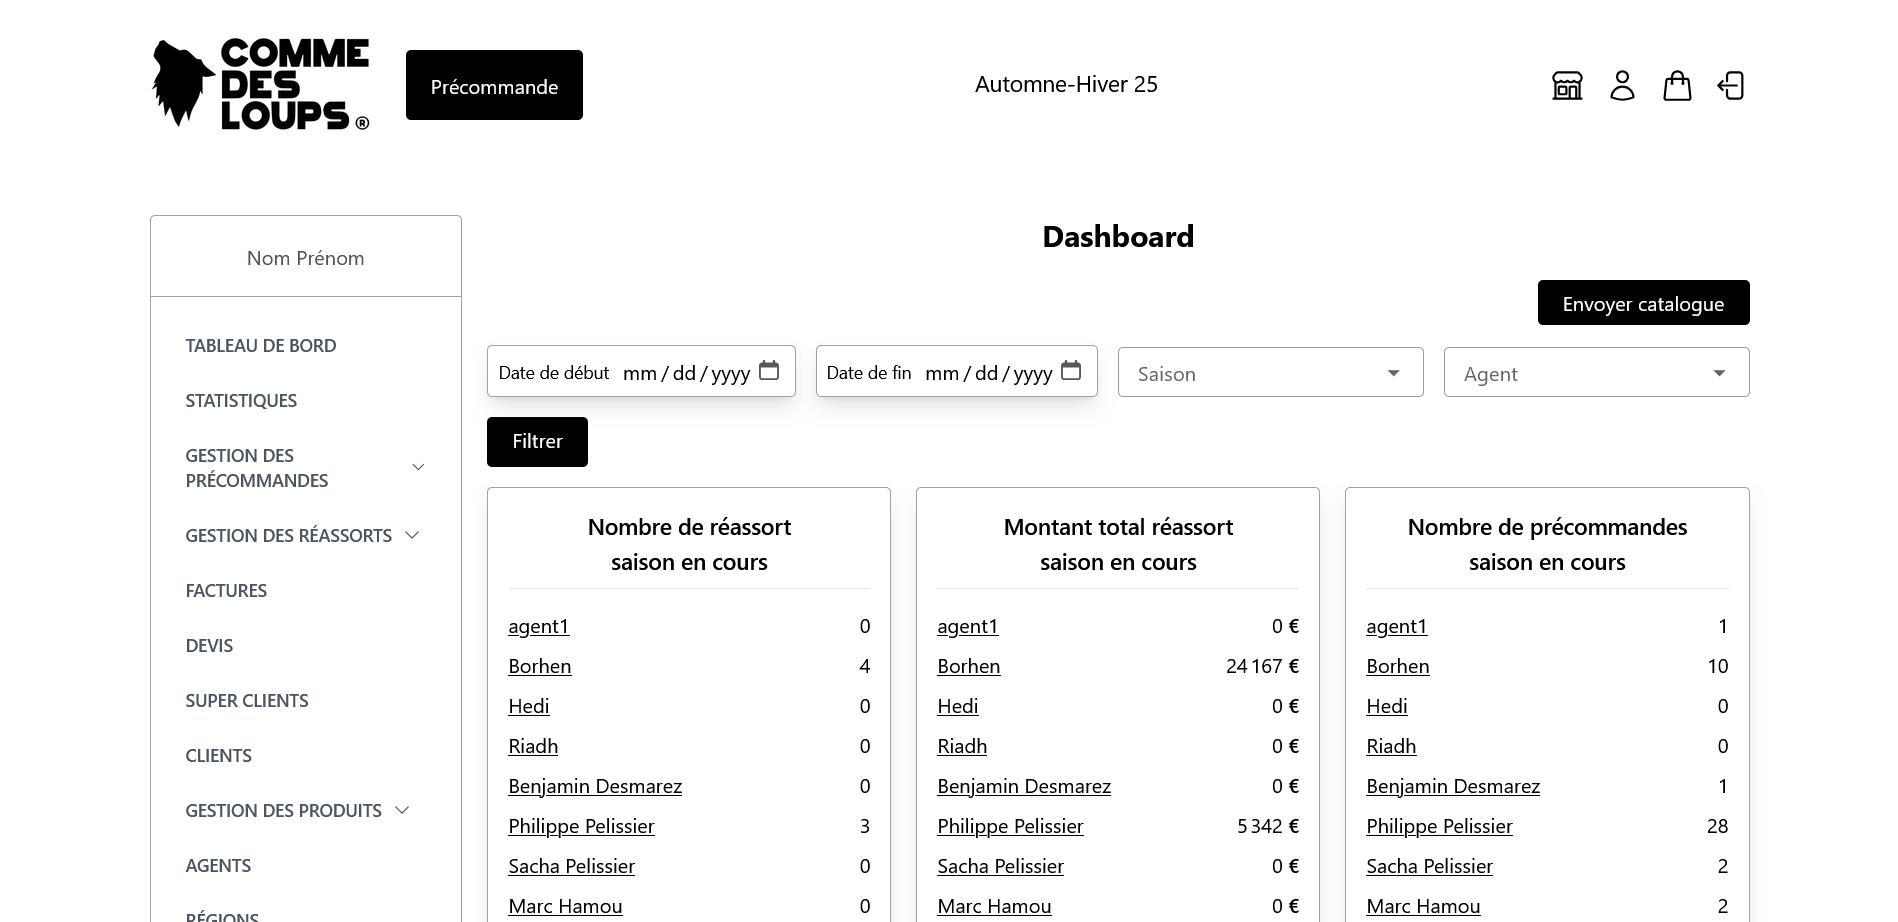 COMME
DES
LOUPS®
Précommande
Automne-Hiver 25
Nom Prénom
TABLEAU DE BORD
STATISTIQUES
GESTION DES
PRÉCOMMANDES
GESTION DES RÉASSORTS
FACTURES
DEVIS
SUPER CLIENTS
CLIENTS
GESTION DES PRODUITS
AGENTS
RÉGIONS
Dashboard
Envoyer catalogue
Date de début mm/dd/yyyy
Date de fin mm/dd/yyyy
Saison
Agent
Filtrer
Nombre de réassort
saison en cours
agent1 0
Borhen 4
Hedi 0
Riadh 0
Benjamin Desmarez 0
Philippe Pelissier 3
Sacha Pelissier 0
Marc Hamou 0
Montant total réassort
saison en cours
agent1 0 €
Borhen 24 167 €
Hedi 0 €
Riadh 0 €
Benjamin Desmarez 0 €
Philippe Pelissier 5 342 €
Sacha Pelissier 0 €
Marc Hamou 0 €
Nombre de précommandes
saison en cours
agent1 1
Borhen 10
Hedi 0
Riadh 0
Benjamin Desmarez 1
Philippe Pelissier 28
Sacha Pelissier 2
Marc Hamou 2